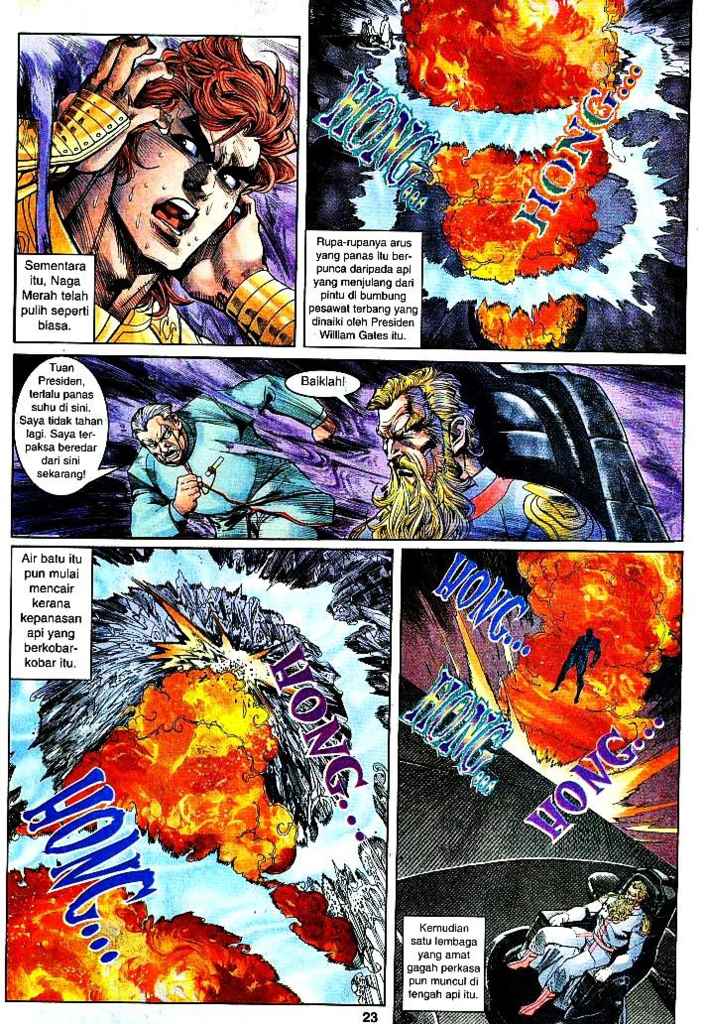 Sementara
itu, Naga
Merah telah
pulih seperti
biasa.
HONG...
HONG...
Rupa-rupanya arus
yang panas itu ber-
punca daripada api
yang menjulang dari
pintu di bumbung
pesawat terbang yang
dinaiki oleh Presiden
William Gates itu.
Tuan
Presiden,
terlalu panas
suhu di sini.
Saya tidak tahan
lagi. Saya ter-
paksa beredar
dari sini
sekarang!
Baiklah!
Air batu itu
pun mulai
mencair
kerana
kepanasan
api yang
berkobar-
kobar itu.
HONG...
HONG...
HONG...
HONG...
HONG...
Kemudian
satu lembaga
yang amat
gagah perkasa
pun muncul di
tengah api itu.
23